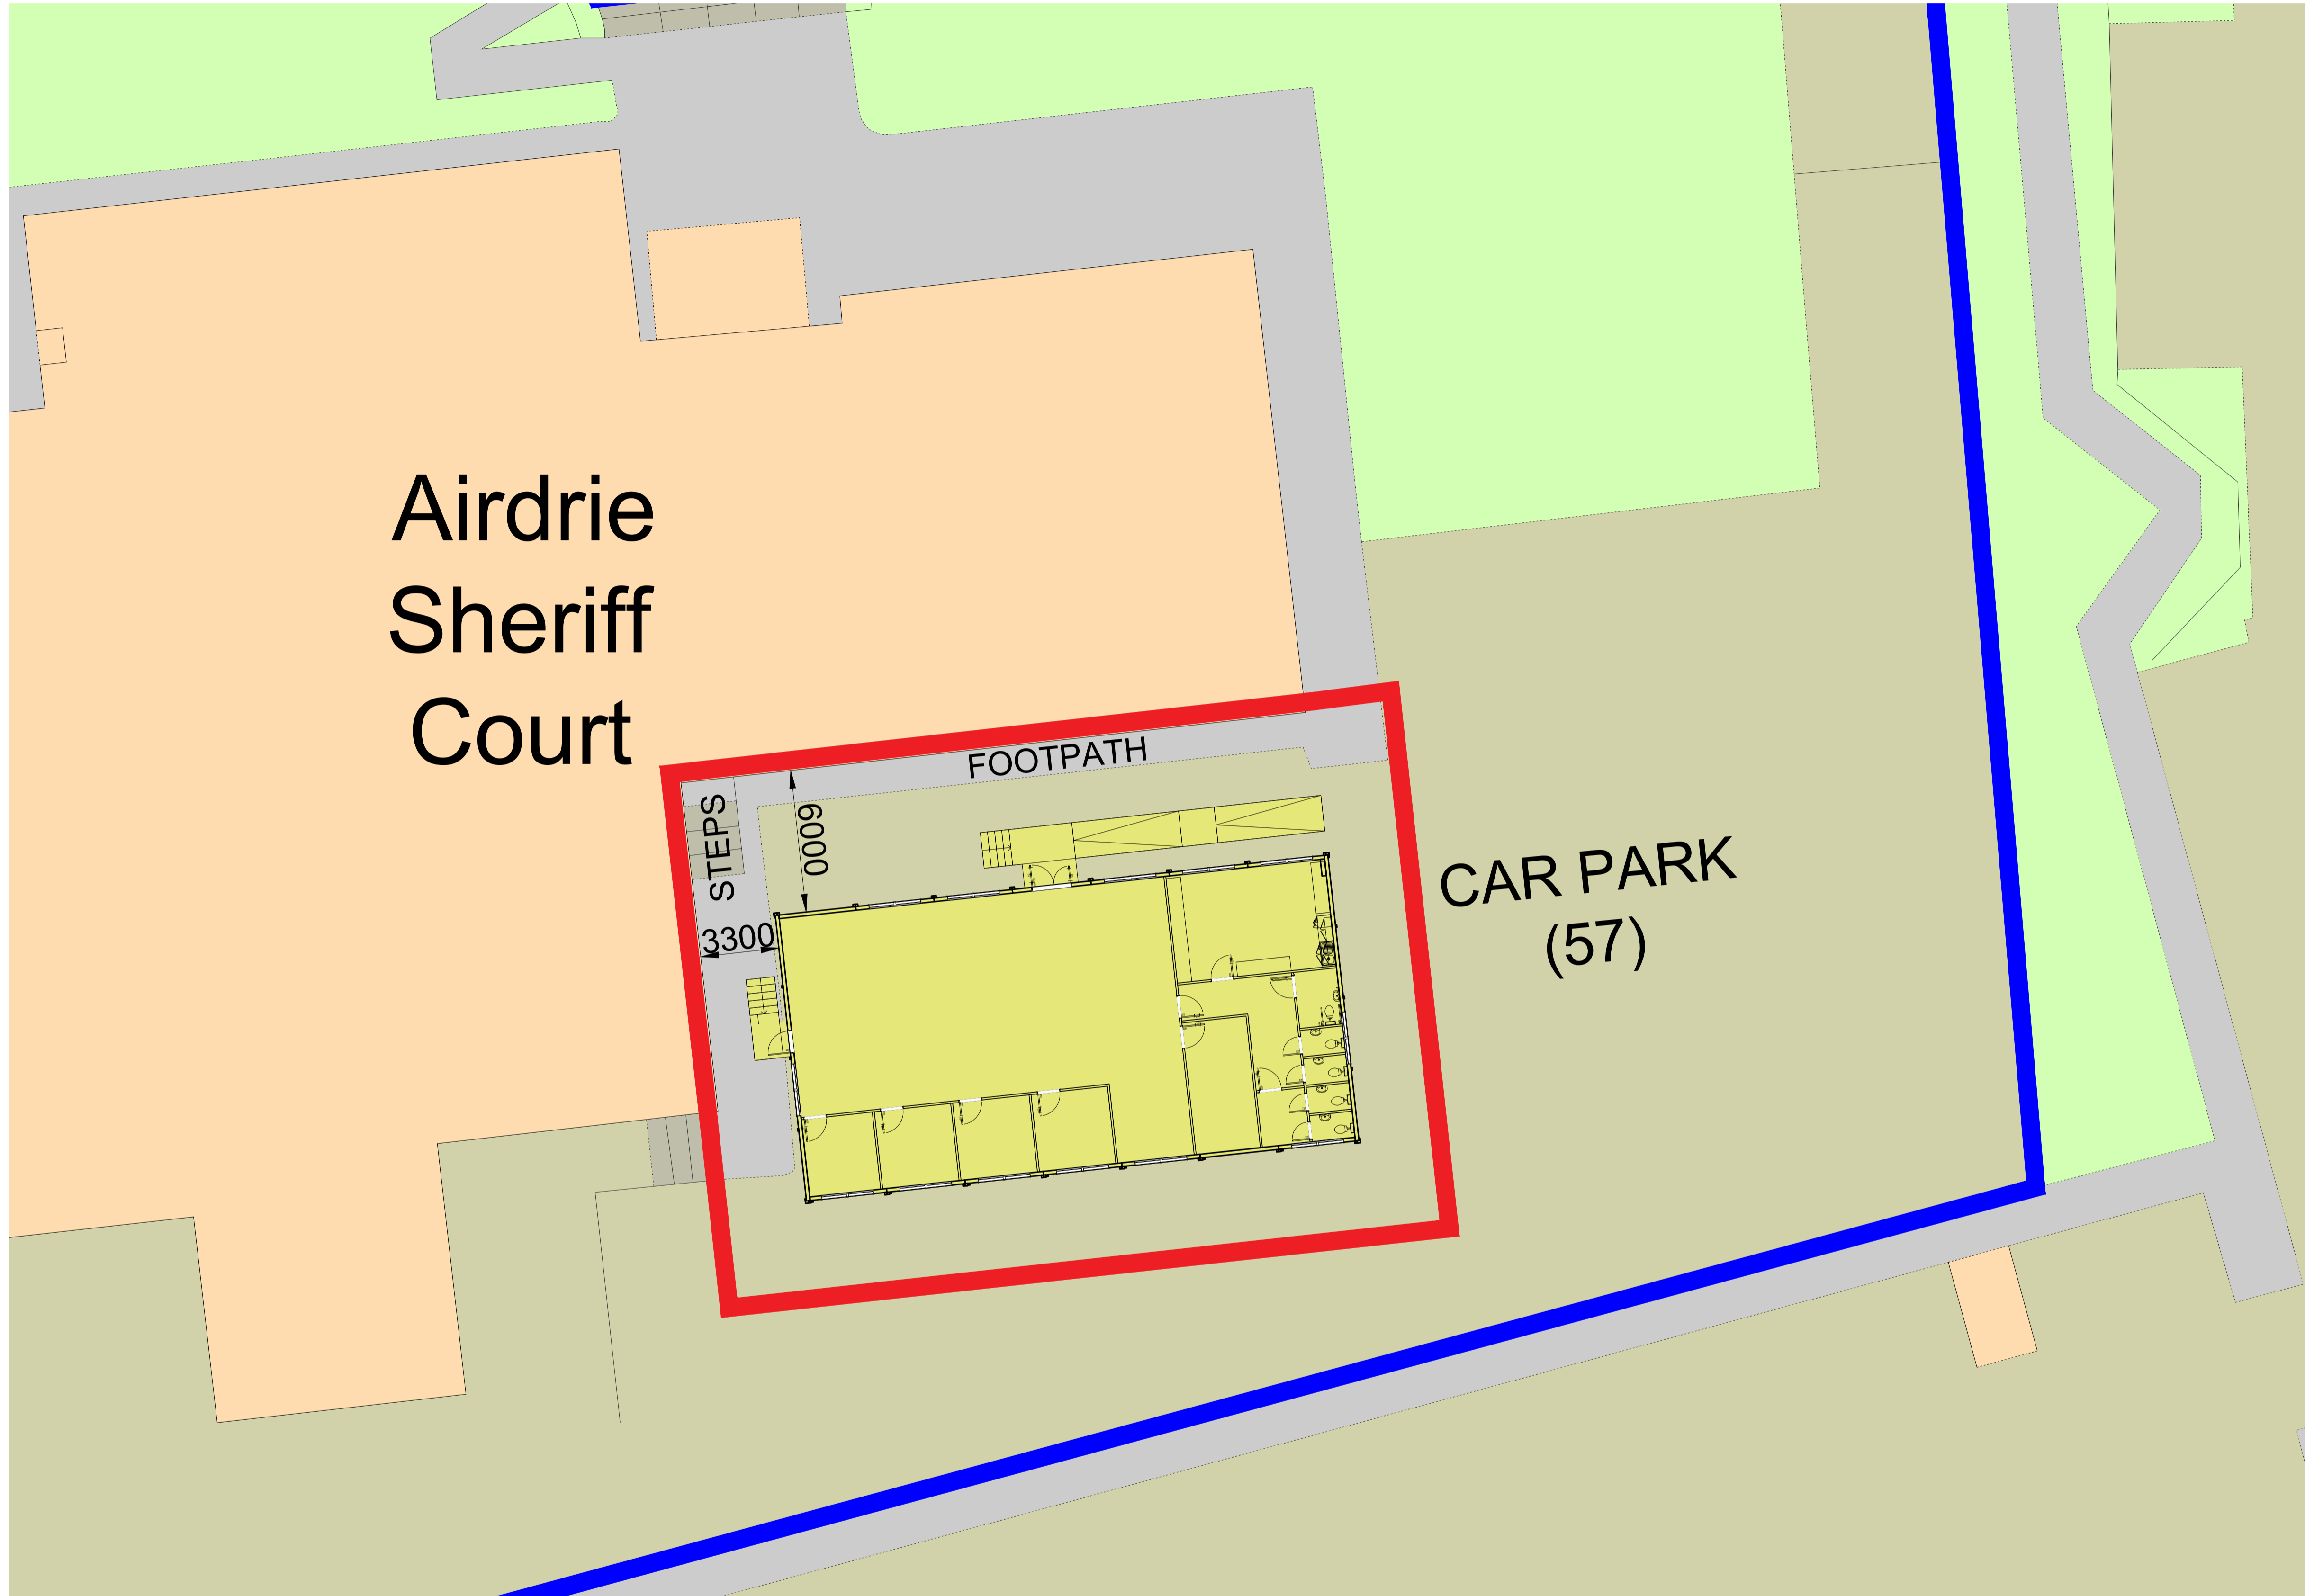 Airdrie
Sheriff
Court
FOOTPATH
STEPS
6000
3300
CAR PARK
(57)